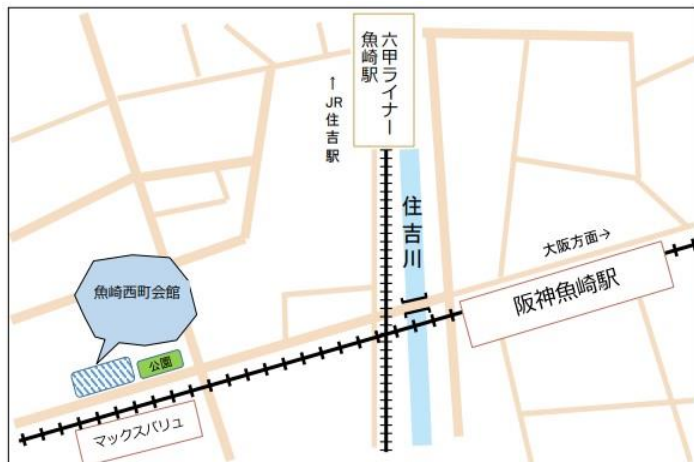 六甲ライナー
魚崎駅
↑
JR
住吉駅
住吉川
大阪方面→
阪神魚崎駅
魚崎西町会館
公園
マックスバリュ